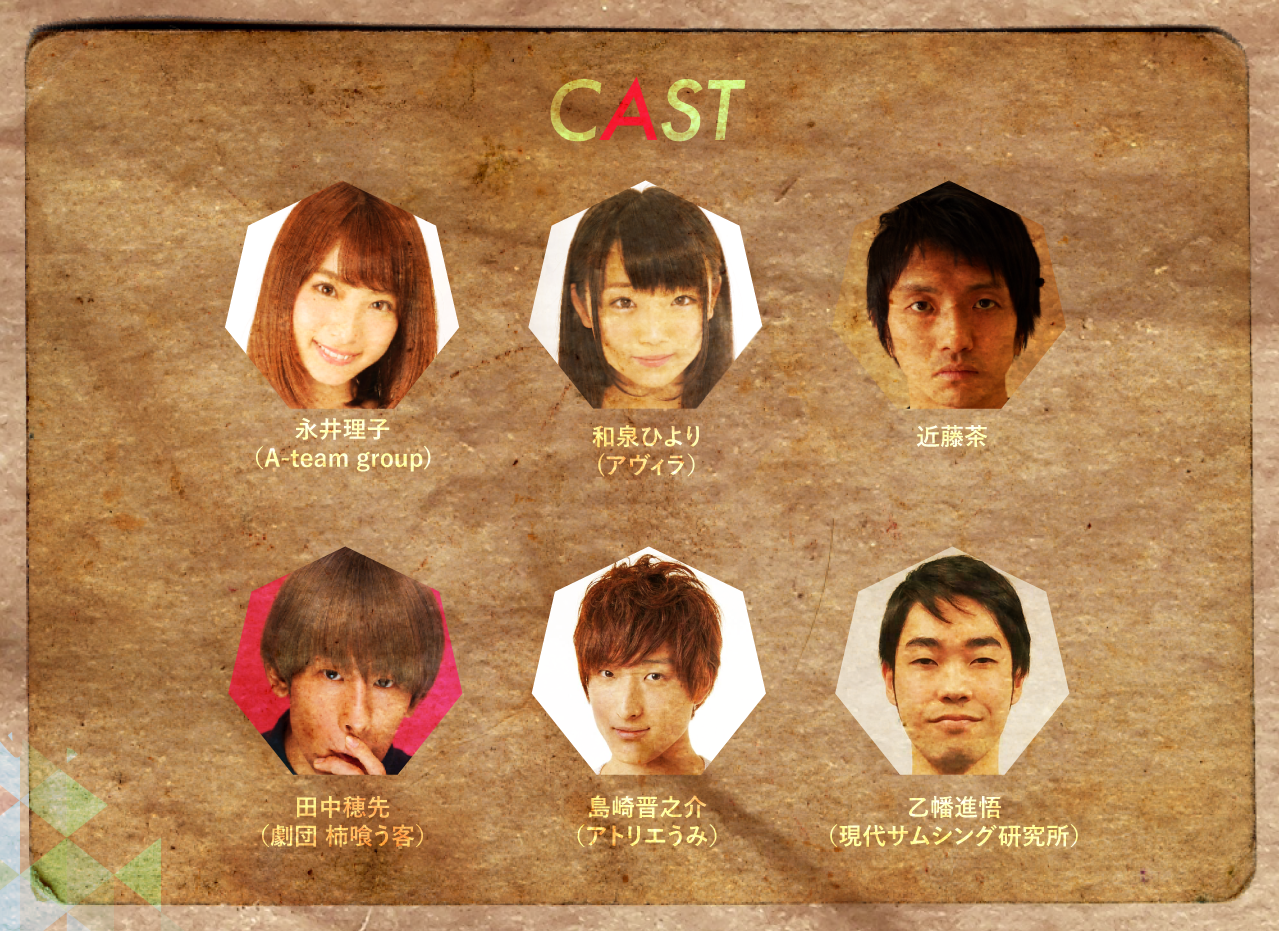 CAST
永井理子
（A-team group）
和泉ひより
（アヴィラ）
近藤茶
田中穂先
（劇団 柿喰う客）
島崎晋之介
（アトリエうみ）
乙幡進悟
（現代サムシング研究所）